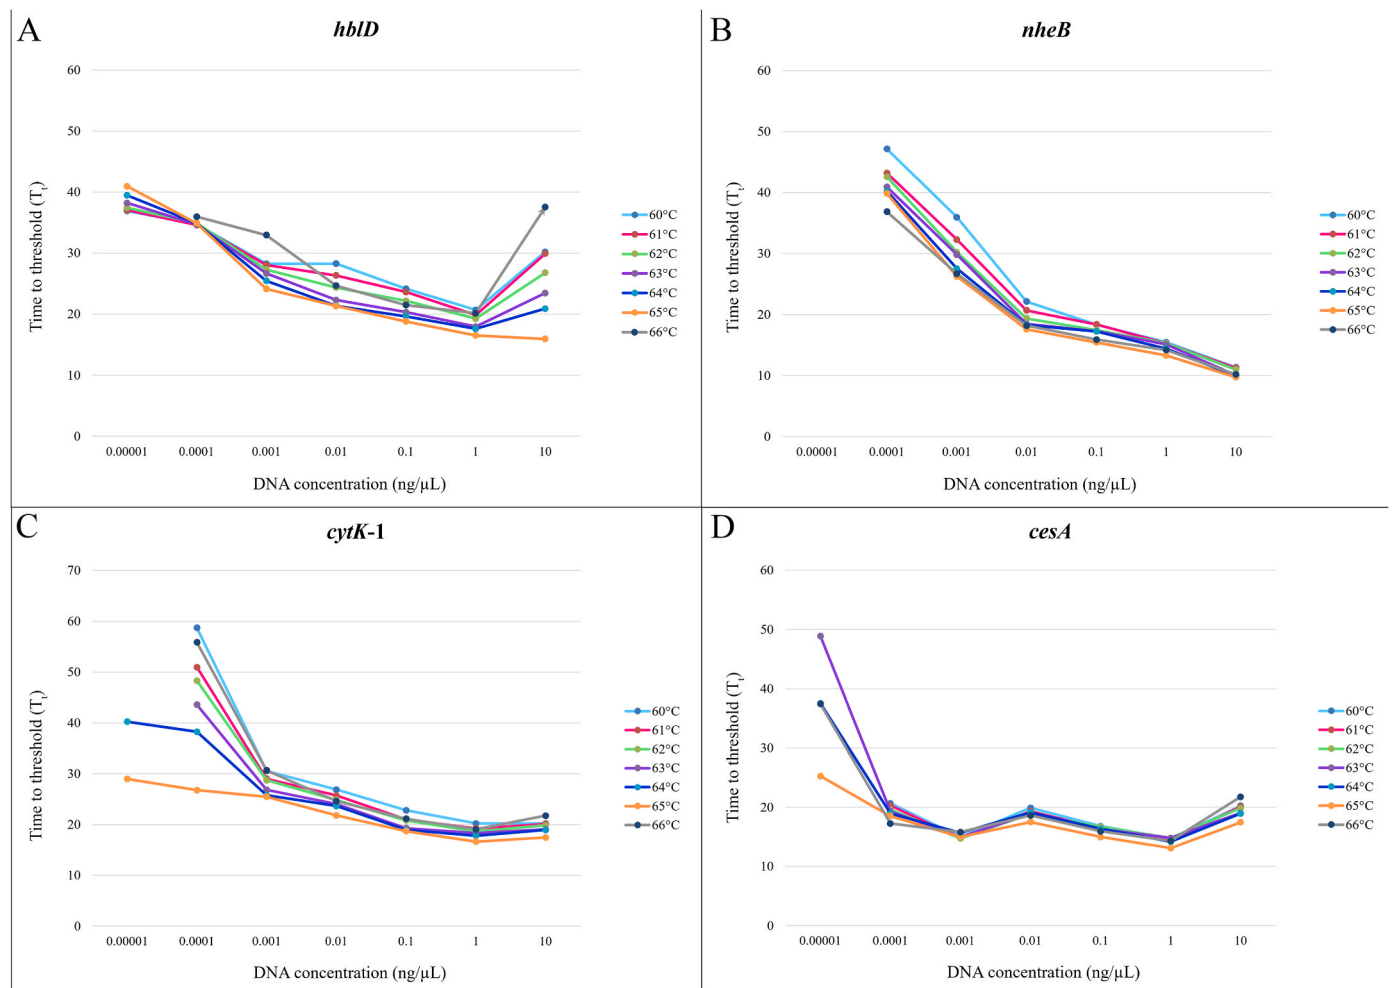 A
hblD
60
50
40
30
20
10
0
Time to threshold (Tt)
0.00001 0.0001 0.001 0.01 0.1 1 10
DNA concentration (ng/µL)
60°C
61°C
62°C
63°C
64°C
65°C
66°C
B
nheB
60
50
40
30
20
10
0
Time to threshold (Tt)
0.00001 0.0001 0.001 0.01 0.1 1 10
DNA concentration (ng/µL)
60°C
61°C
62°C
63°C
64°C
65°C
66°C
C
cytK-1
70
60
50
40
30
20
10
0
Time to threshold (Tt)
0.00001 0.0001 0.001 0.01 0.1 1 10
DNA concentration (ng/µL)
60°C
61°C
62°C
63°C
64°C
65°C
66°C
D
cesA
60
50
40
30
20
10
0
Time to threshold (Tt)
0.00001 0.0001 0.001 0.01 0.1 1 10
DNA concentration (ng/µL)
60°C
61°C
62°C
63°C
64°C
65°C
66°C